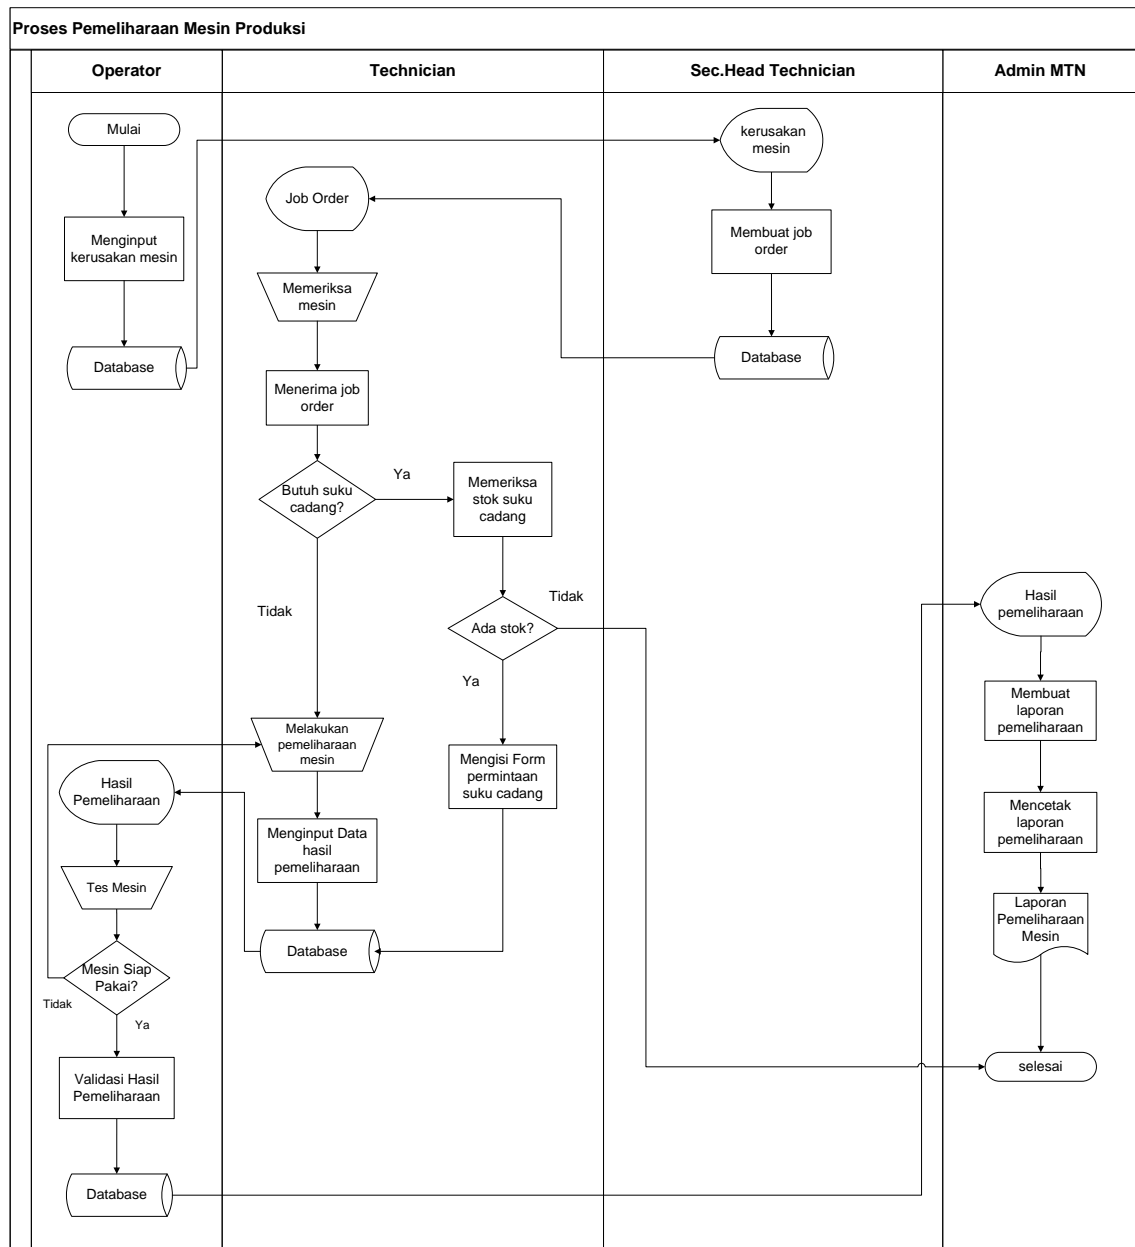 Proses Pemeliharaan Mesin Produksi
Operator
Technician
Sec.Head Technician
Admin MTN
Mulai
Menginput
kerusakan mesin
Database
kerusakan
mesin
Membuat job
order
Database
Job Order
Memeriksa
mesin
Menerima job
order
Butuh suku
cadang?
Ya
Tidak
Memeriksa
stok suku
cadang
Ada stok?
Tidak
Ya
Mengisi Form
permintaan
suku cadang
Melakukan
pemeliharaan
mesin
Menginput Data
hasil
pemeliharaan
Database
Hasil
Pemeliharaan
Tes Mesin
Mesin Siap
Pakai?
Tidak
Ya
Validasi Hasil
Pemeliharaan
Database
Hasil
pemeliharaan
Membuat
laporan
pemeliharaan
Mencetak
laporan
pemeliharaan
Laporan
Pemeliharaan
Mesin
selesai